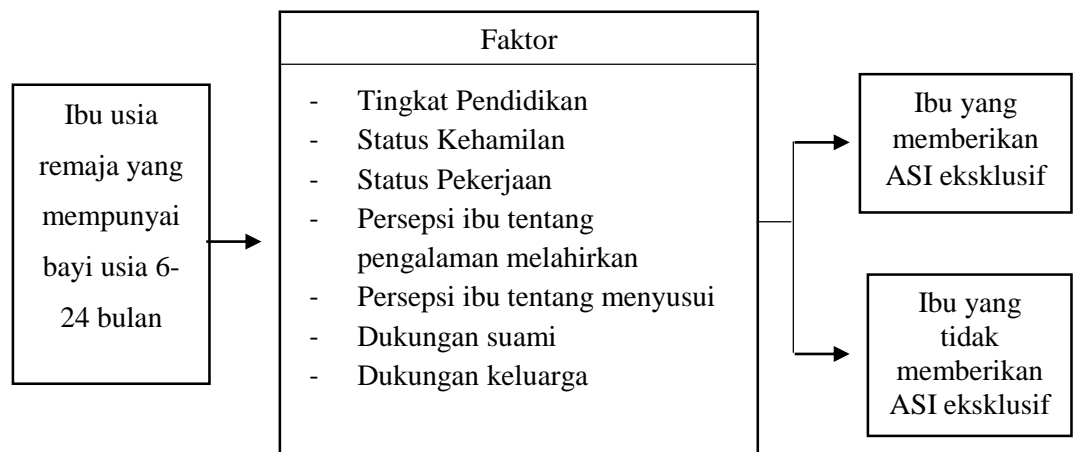 Ibu usia
remaja yang
mempunyai
bayi usia 6-
24 bulan
Faktor
- Tingkat Pendidikan
- Status Kehamilan
- Status Pekerjaan
- Persepsi ibu tentang
pengalaman melahirkan
- Persepsi ibu tentang menyusui
- Dukungan suami
- Dukungan keluarga
Ibu yang
memberikan
ASI eksklusif
Ibu yang
tidak
memberikan
ASI eksklusif